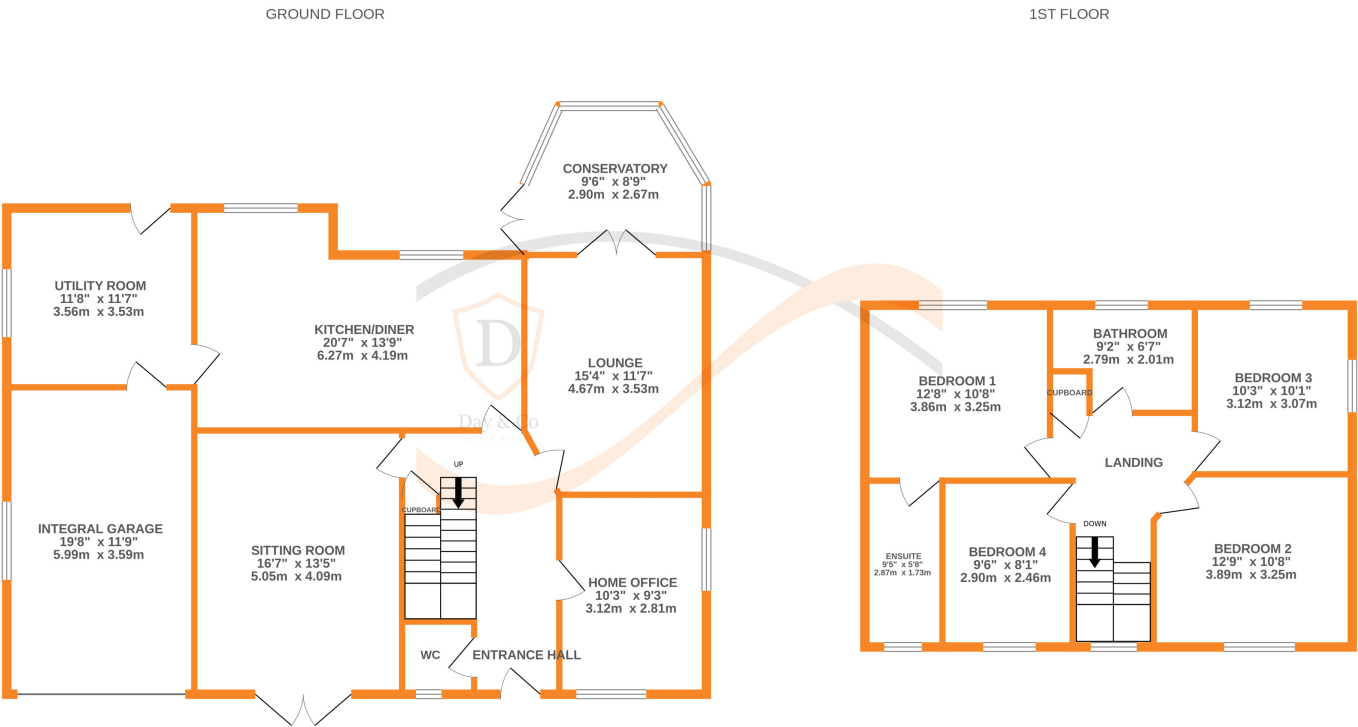 GROUND FLOOR
1ST FLOOR
CONSERVATORY
9'6" x 8'9"
2.90m x 2.67m
UTILITY ROOM
11'8" x 11'7"
3.56m x 3.53m
KITCHEN/DINER
20'7" x 13'9"
6.27m x 4.19m
D
Day & Co
LOUNGE
15'4" x 11'7"
4.67m x 3.53m
UP
CUPBOARD
INTEGRAL GARAGE
19'8" x 11'9"
5.99m x 3.59m
SITTING ROOM
16'7" x 13'5"
5.05m x 4.09m
HOME OFFICE
10'3" x 9'3"
3.12m x 2.81m
WC
ENTRANCE HALL
BEDROOM 1
12'8" x 10'8"
3.86m x 3.25m
BATHROOM
9'2" x 6'7"
2.79m x 2.01m
CUPBOARD
BEDROOM 3
10'3" x 10'1"
3.12m x 3.07m
LANDING
DOWN
ENSUITE
9'5" x 5'8"
2.87m x 1.73m
BEDROOM 4
9'6" x 8'1"
2.90m x 2.46m
BEDROOM 2
12'9" x 10'8"
3.89m x 3.25m